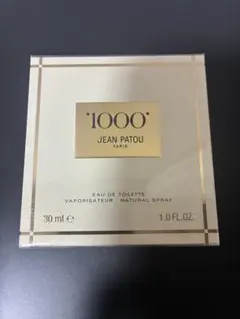 '1000'
JEAN PATOU
PARIS
EAU DE TOILETTE
VAPORISATEUR NATURAL SPRAY
30 ml ℮ 1.0 FL.OZ.